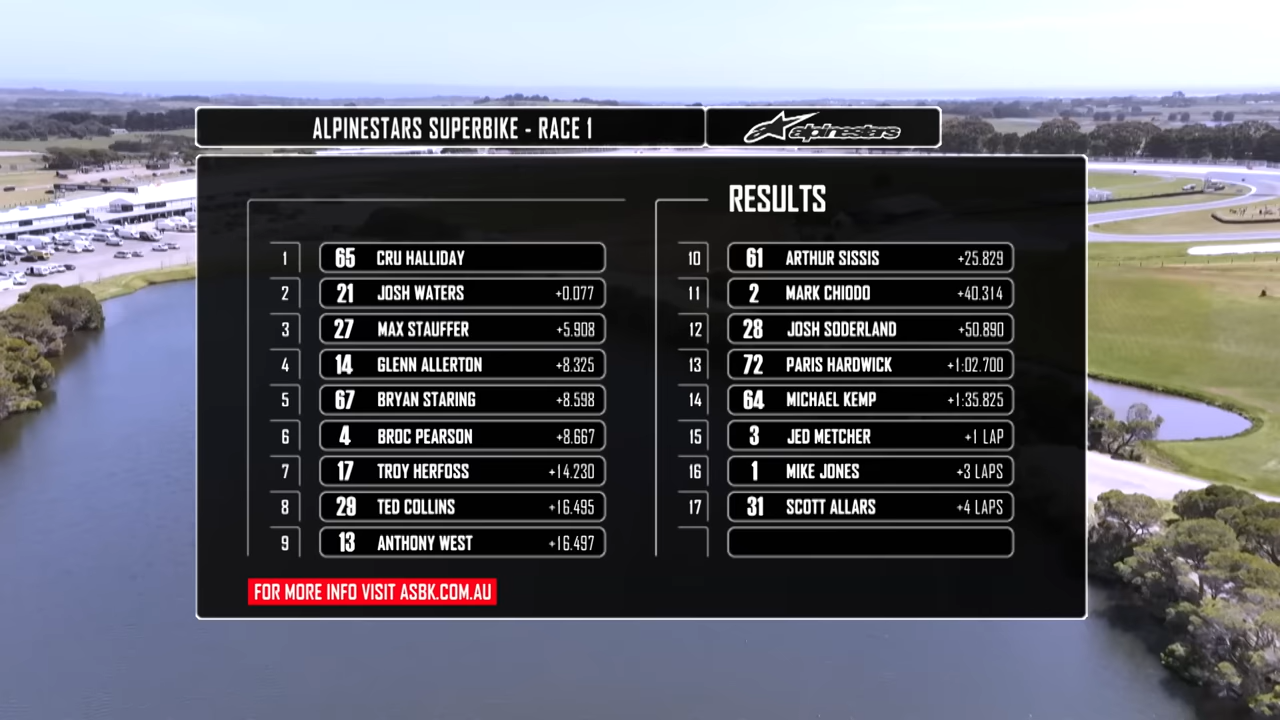 ALPINESTARS SUPERBIKE - RACE 1
alpinestars
RESULTS
1 65 CRU HALLIDAY
2 21 JOSH WATERS +0.077
3 27 MAX STAUFFER +5.908
4 14 GLENN ALLERTON +8.325
5 67 BRYAN STARING +8.598
6 4 BROC PEARSON +8.667
7 17 TROY HERFOSS +14.230
8 29 TED COLLINS +16.495
9 13 ANTHONY WEST +16.497
10 61 ARTHUR SISSIS +25.829
11 2 MARK CHIODO +40.314
12 28 JOSH SODERLAND +50.890
13 72 PARIS HARDWICK +1:02.700
14 64 MICHAEL KEMP +1:35.825
15 3 JED METCHER +1 LAP
16 1 MIKE JONES +3 LAPS
17 31 SCOTT ALLARS +4 LAPS
FOR MORE INFO VISIT ASBK.COM.AU